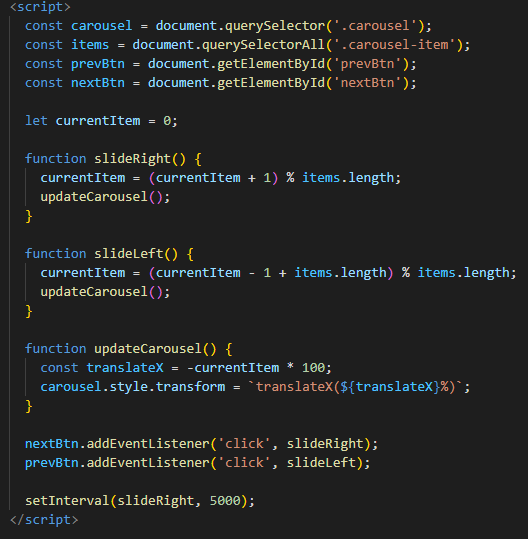 <script>
const carousel = document.querySelector('.carousel');
const items = document.querySelectorAll('.carousel-item');
const prevBtn = document.getElementById('prevBtn');
const nextBtn = document.getElementById('nextBtn');
let currentItem = 0;
function slideRight() {
currentItem = (currentItem + 1) % items.length;
updateCarousel();
}
function slideLeft() {
currentItem = (currentItem - 1 + items.length) % items.length;
updateCarousel();
}
function updateCarousel() {
const translateX = -currentItem * 100;
carousel.style.transform = `translateX(${translateX}%)`;
}
nextBtn.addEventListener('click', slideRight);
prevBtn.addEventListener('click', slideLeft);
setInterval(slideRight, 5000);
</script>